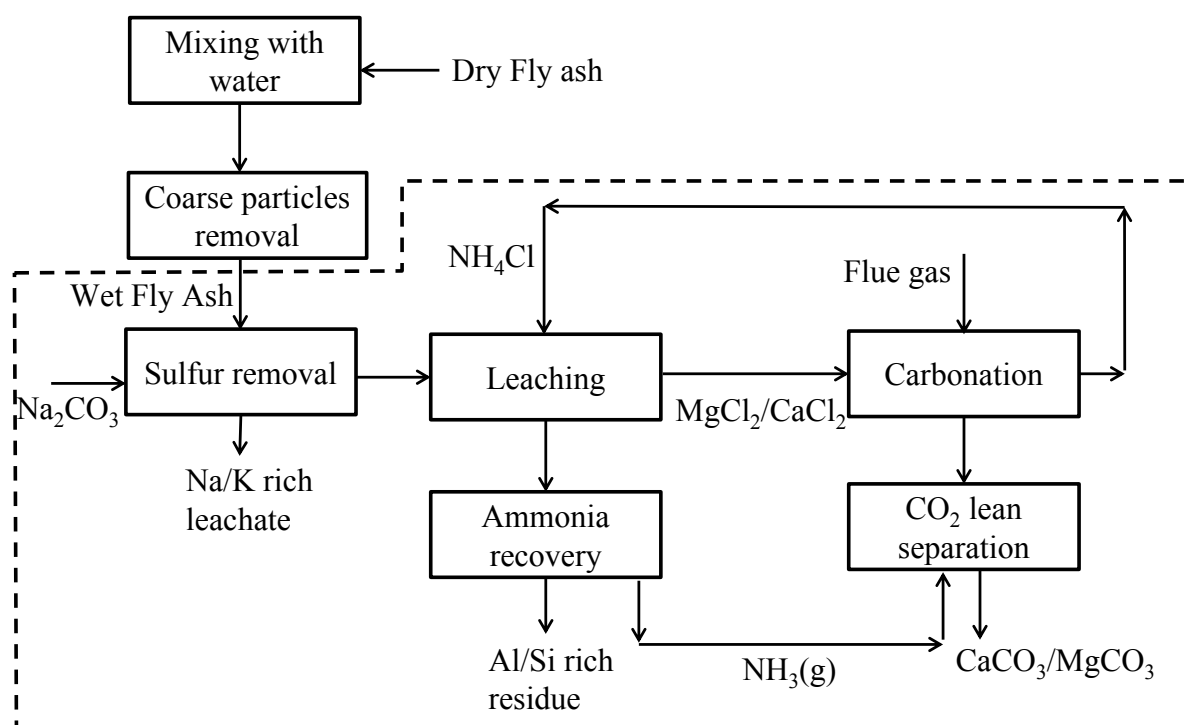 Mixing with
water
Dry Fly ash
Coarse particles
removal
NH₄Cl
Flue gas
Wet Fly Ash
Sulfur removal
Leaching
Carbonation
Na₂CO₃
MgCl₂/CaCl₂
Na/K rich
leachate
Ammonia
recovery
CO₂ lean
separation
Al/Si rich
residue
NH₃(g)
CaCO₃/MgCO₃